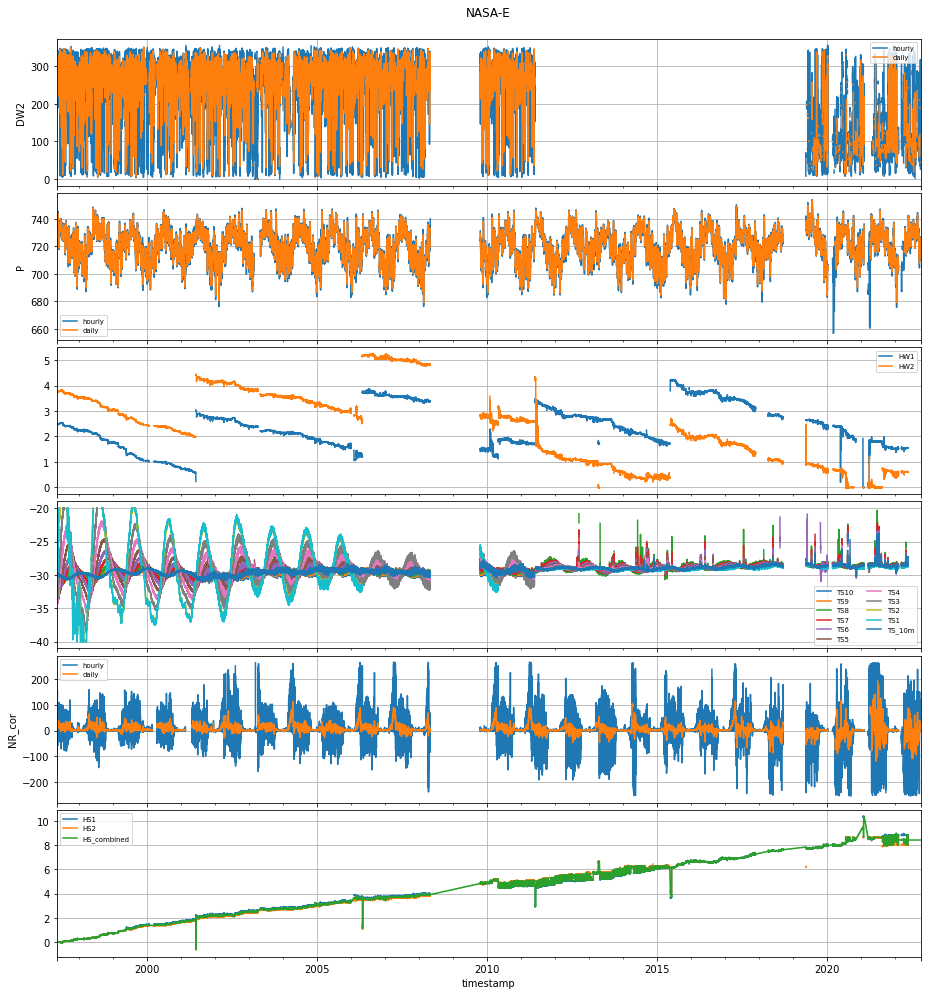 NASA-E
300
200
100
0
DW2
hourly
daily
740
720
700
680
660
P
hourly
daily
5
4
3
2
1
0
HW1
HW2
−20
−25
−30
−35
−40
TS10
TS9
TS8
TS7
TS6
TS5
TS4
TS3
TS2
TS1
TS_10m
200
100
0
−100
−200
NR_cor
hourly
daily
10
8
6
4
2
0
HS1
HS2
HS_combined
2000 2005 2010 2015 2020
timestamp